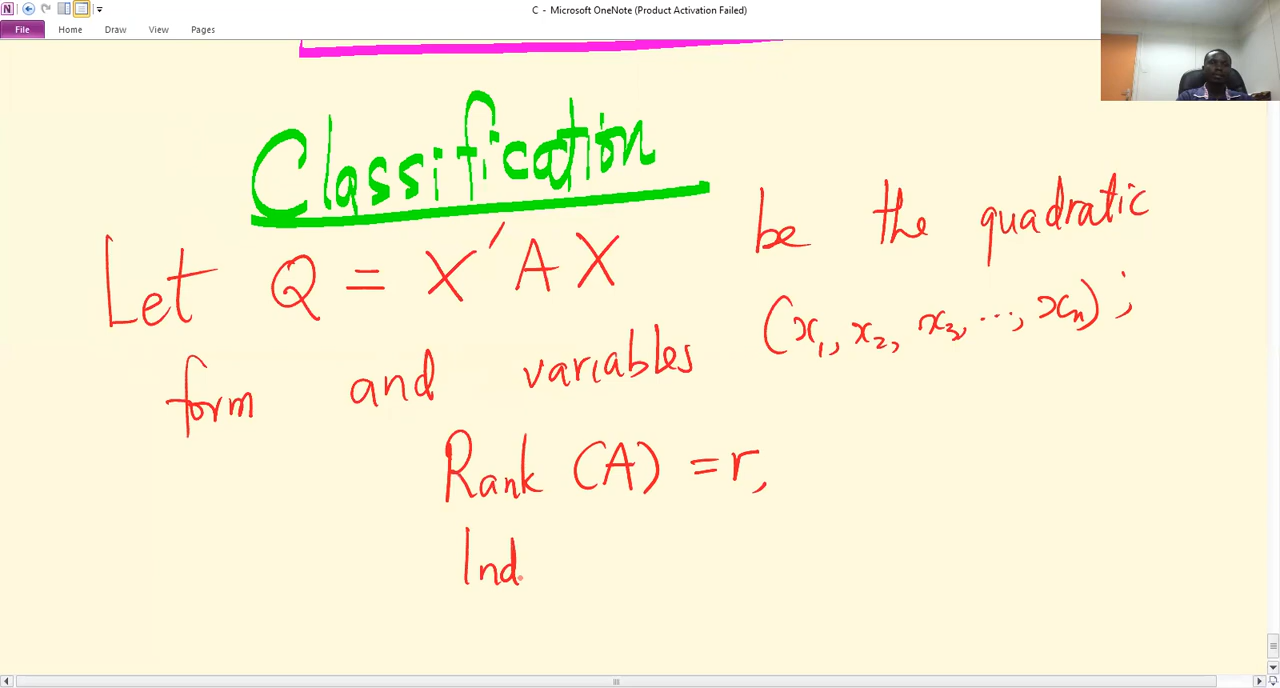 C - Microsoft OneNote (Product Activation Failed)
File Home Draw View Pages
Classification
Let Q = X′AX be the quadratic
form and variables (x₁, x₂, x₃, ..., xₙ) ;
Rank (A) = r,
Ind